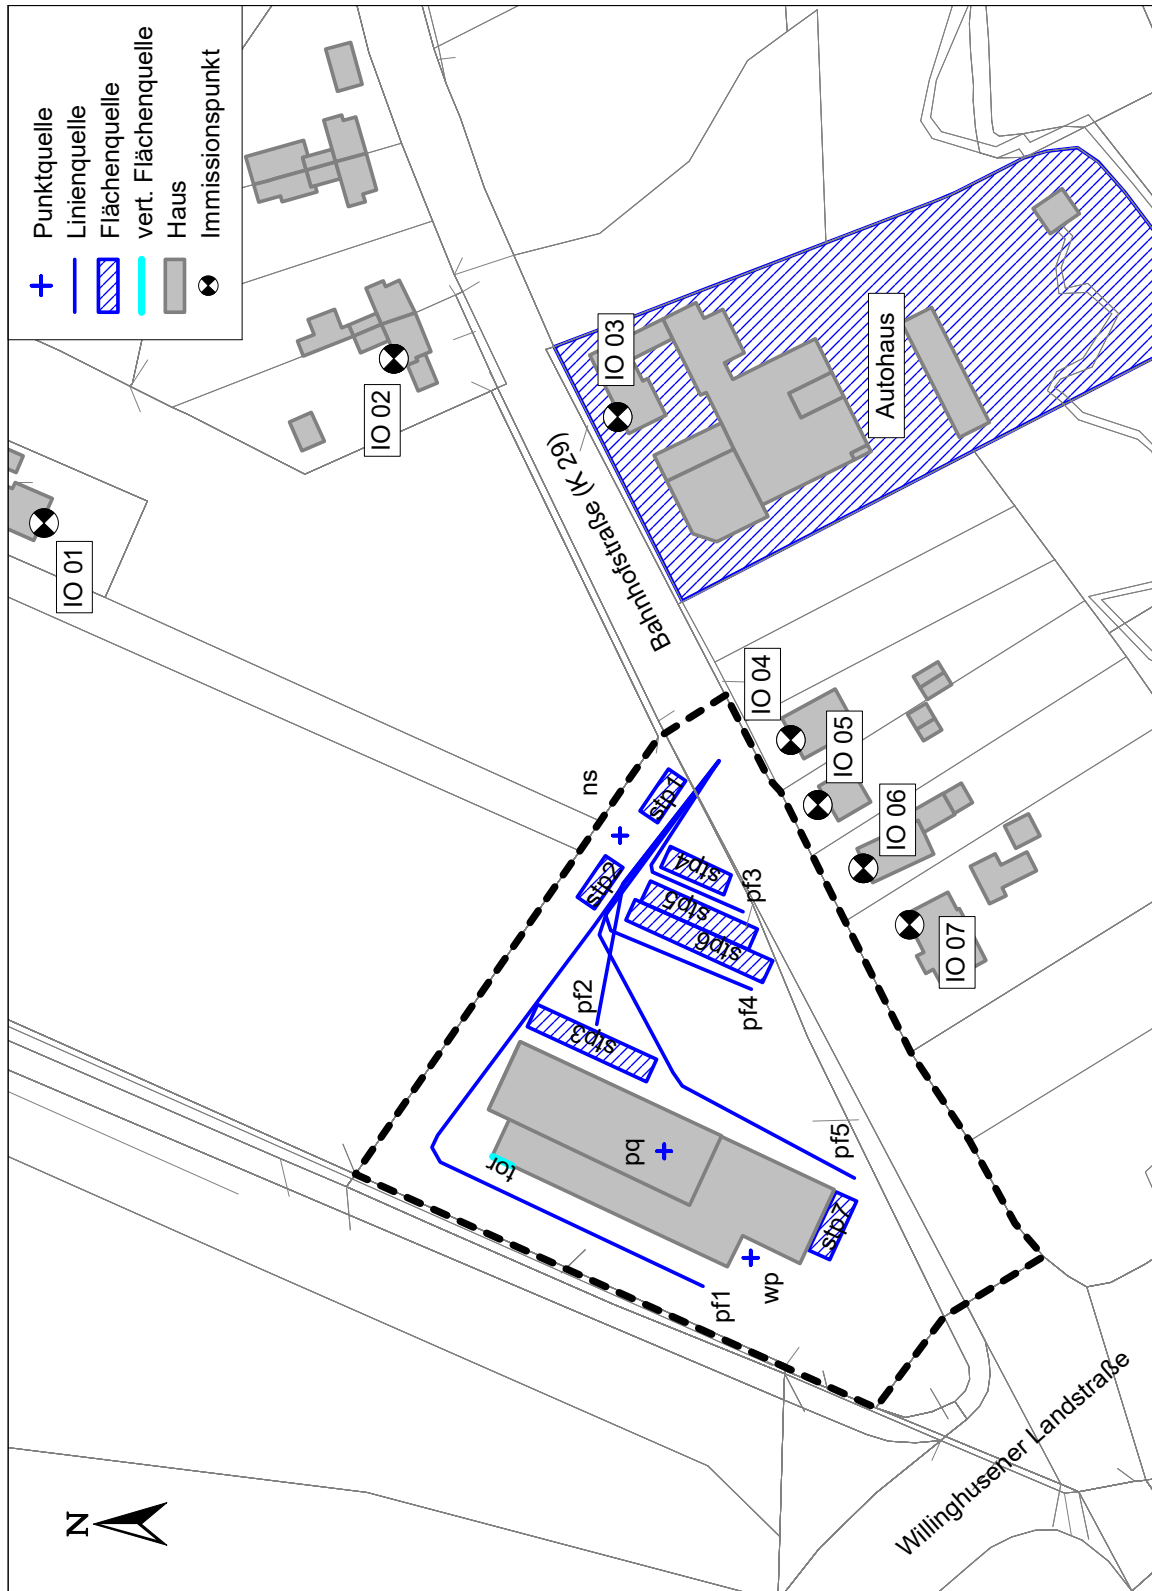 Punktquelle
Linienquelle
Flächenquelle
vert. Flächenquelle
Haus
Immissionspunkt
IO 01
IO 02
IO 03
Autohaus
Bahnhofstraße (K 29)
IO 04
IO 05
IO 06
IO 07
ns
stp1
stp2
stp4
stp5
stp6
pf3
pf4
pf2
stp3
pq
tor
pf5
stp7
wp
pf1
Willinghusener Landstraße
N